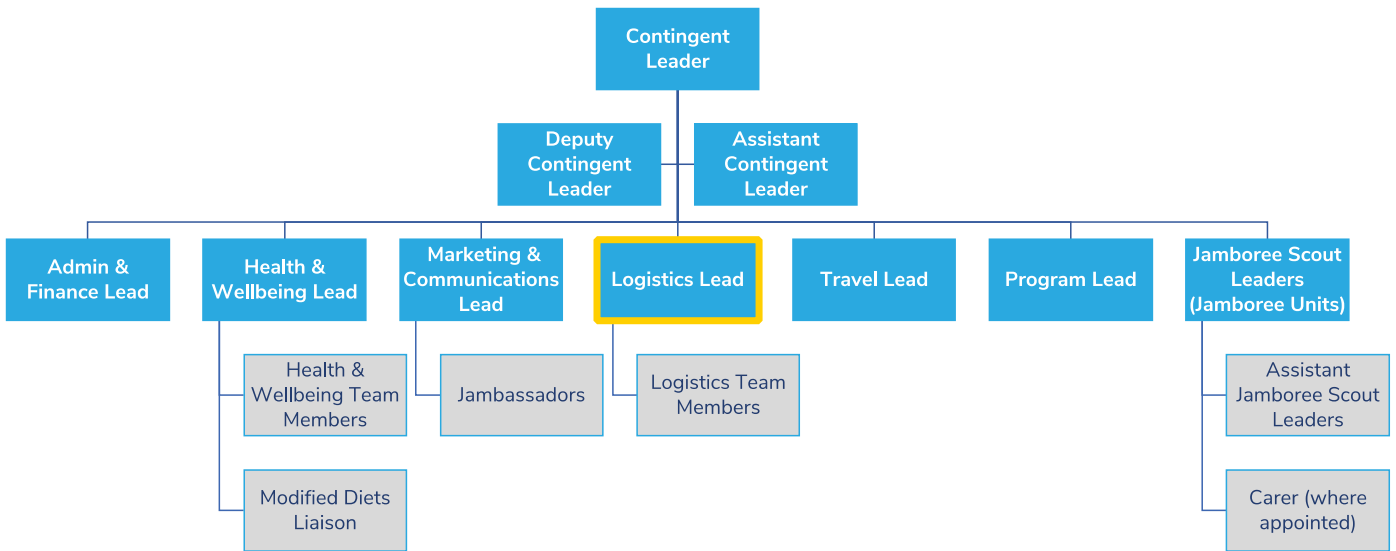 Contingent
Leader
Deputy
Contingent
Leader
Assistant
Contingent
Leader
Admin &
Finance Lead
Health &
Wellbeing Lead
Marketing &
Communications
Lead
Logistics Lead
Travel Lead
Program Lead
Jamboree Scout
Leaders
(Jamboree Units)
Health &
Wellbeing Team
Members
Jambassadors
Logistics Team
Members
Assistant
Jamboree Scout
Leaders
Modified Diets
Liaison
Carer (where
appointed)